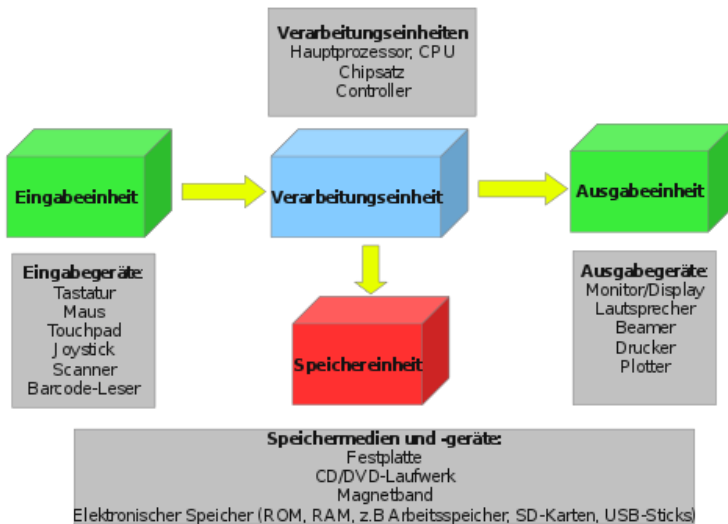 Verarbeitungseinheiten
Hauptprozessor, CPU
Chipsatz
Controller
Eingabeeinheit
Verarbeitungseinheit
Ausgabeeinheit
Eingabegeräte:
Tastatur
Maus
Touchpad
Joystick
Scanner
Barcode-Leser
Speichereinheit
Ausgabegeräte:
Monitor/Display
Lautsprecher
Beamer
Drucker
Plotter
Speichermedien und -geräte:
Festplatte
CD/DVD-Laufwerk
Magnetband
Elektronischer Speicher (ROM, RAM, z.B Arbeitsspeicher, SD-Karten, USB-Sticks)